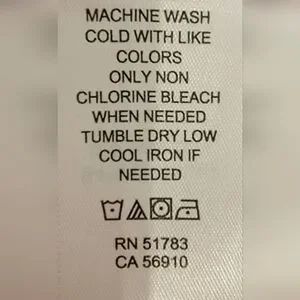 MACHINE WASH
COLD WITH LIKE
COLORS
ONLY NON
CHLORINE BLEACH
WHEN NEEDED
TUMBLE DRY LOW
COOL IRON IF
NEEDED
RN 51783
CA 56910